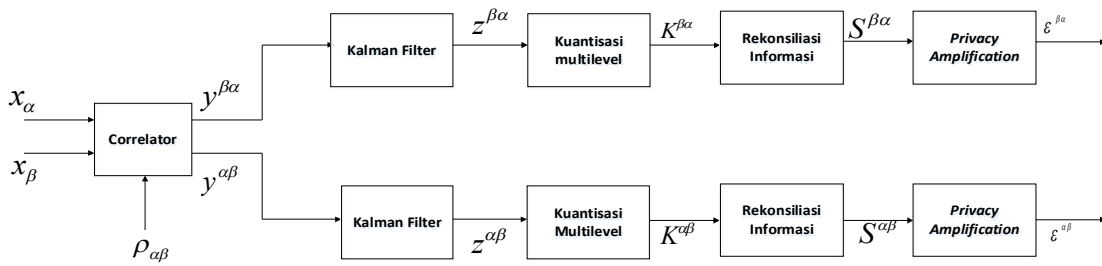 x_α
x_β
Correlator
ρ_αβ
y^βα
Kalman Filter
z^βα
Kuantisasi
multilevel
K^βα
Rekonsiliasi
Informasi
S^βα
Privacy
Amplification
ε^βα
y^αβ
Kalman Filter
z^αβ
Kuantisasi
Multilevel
K^αβ
Rekonsiliasi
Informasi
S^αβ
Privacy
Amplification
ε^αβ